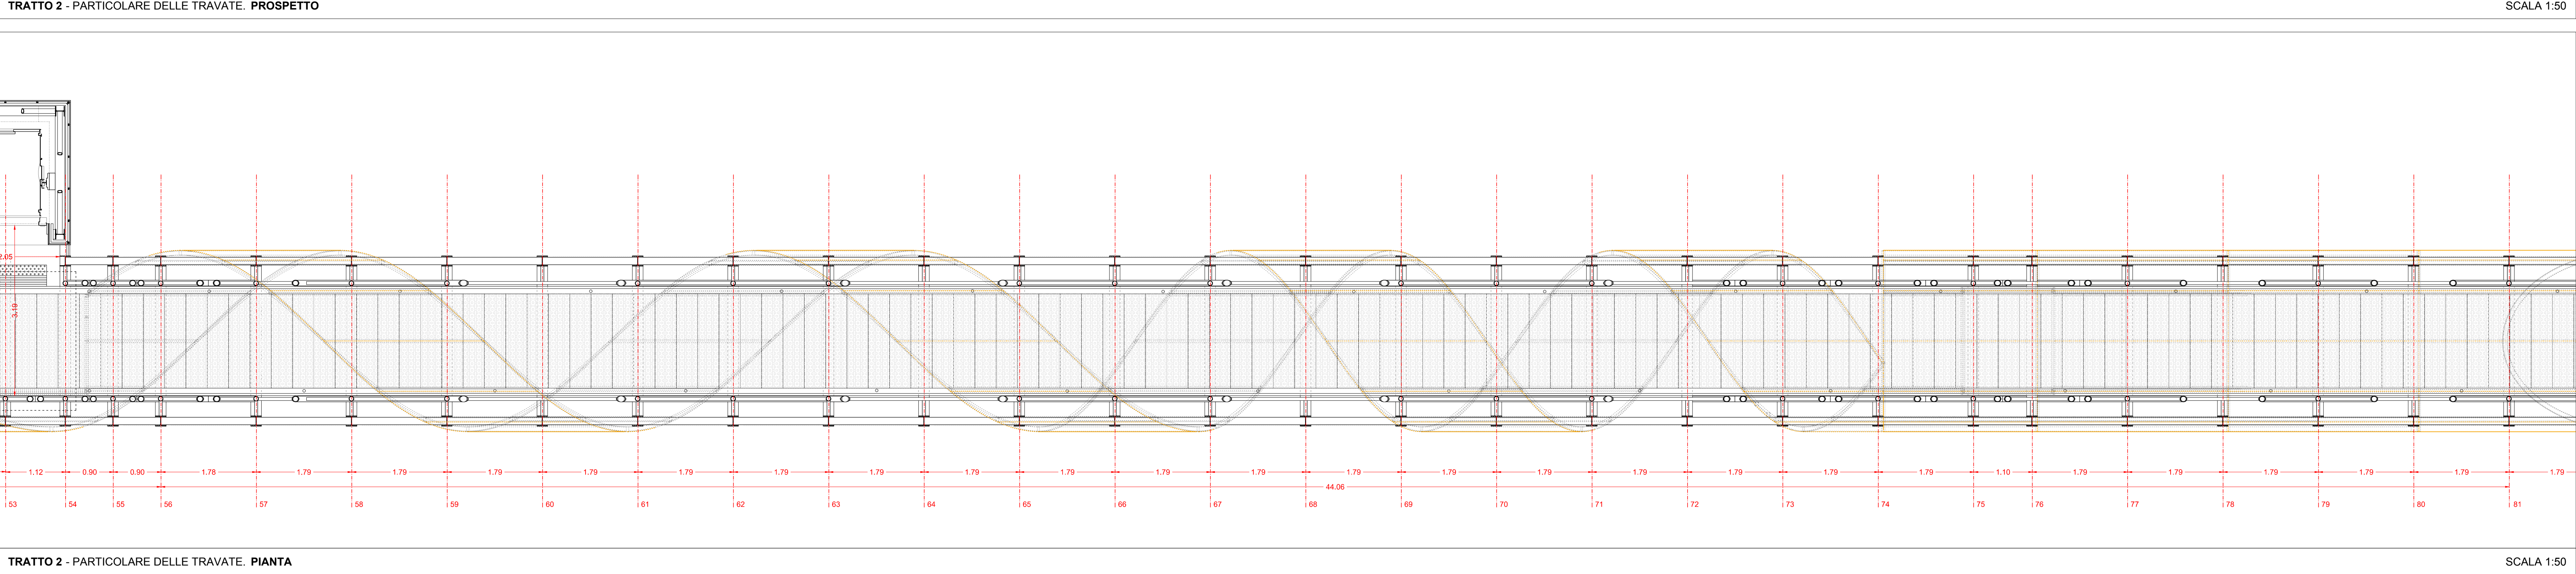 TRATTO 2 - PARTICOLARE DELLE TRAVATE. PROSPETTO SCALA 1:50
2.05
3.19
1.12 0.90 0.90 1.78 1.79 1.79 1.79 1.79 1.79 1.79 1.79 1.79 1.79 1.79 1.79 1.79 1.79 1.79 1.79 1.79 1.79 1.79 1.10 1.79 1.79 1.79 1.79 1.79 1.79
44.06
53 54 55 56 57 58 59 60 61 62 63 64 65 66 67 68 69 70 71 72 73 74 75 76 77 78 79 80 81
TRATTO 2 - PARTICOLARE DELLE TRAVATE. PIANTA SCALA 1:50